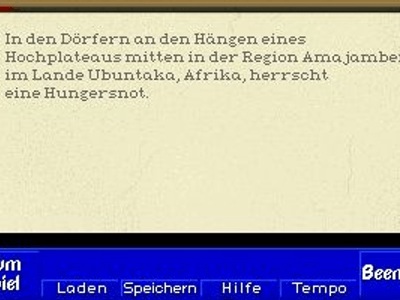 In den Dörfern an den Hängen eines
Hochplateaus mitten in der Region Amajambe
im Lande Ubuntaka, Afrika, herrscht
eine Hungersnot.
Laden Speichern Hilfe Tempo